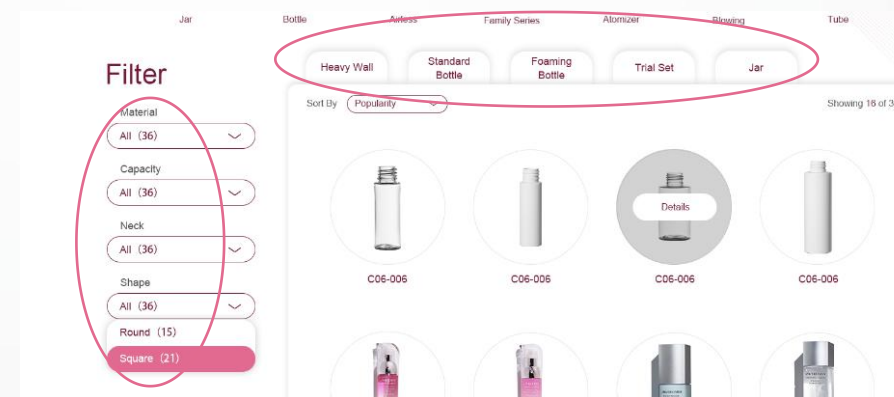 Jar Bottle Airless Family Series Atomizer Blowing Tube
Filter
Heavy Wall
Standard
Bottle
Foaming
Bottle
Trial Set
Jar
Sort By Popularity
Showing 16 of 3
Material
All (36)
Capacity
All (36)
Neck
All (36)
Shape
All (36)
Round (15)
Square (21)
Details
C06-006 C06-006 C06-006 C06-006